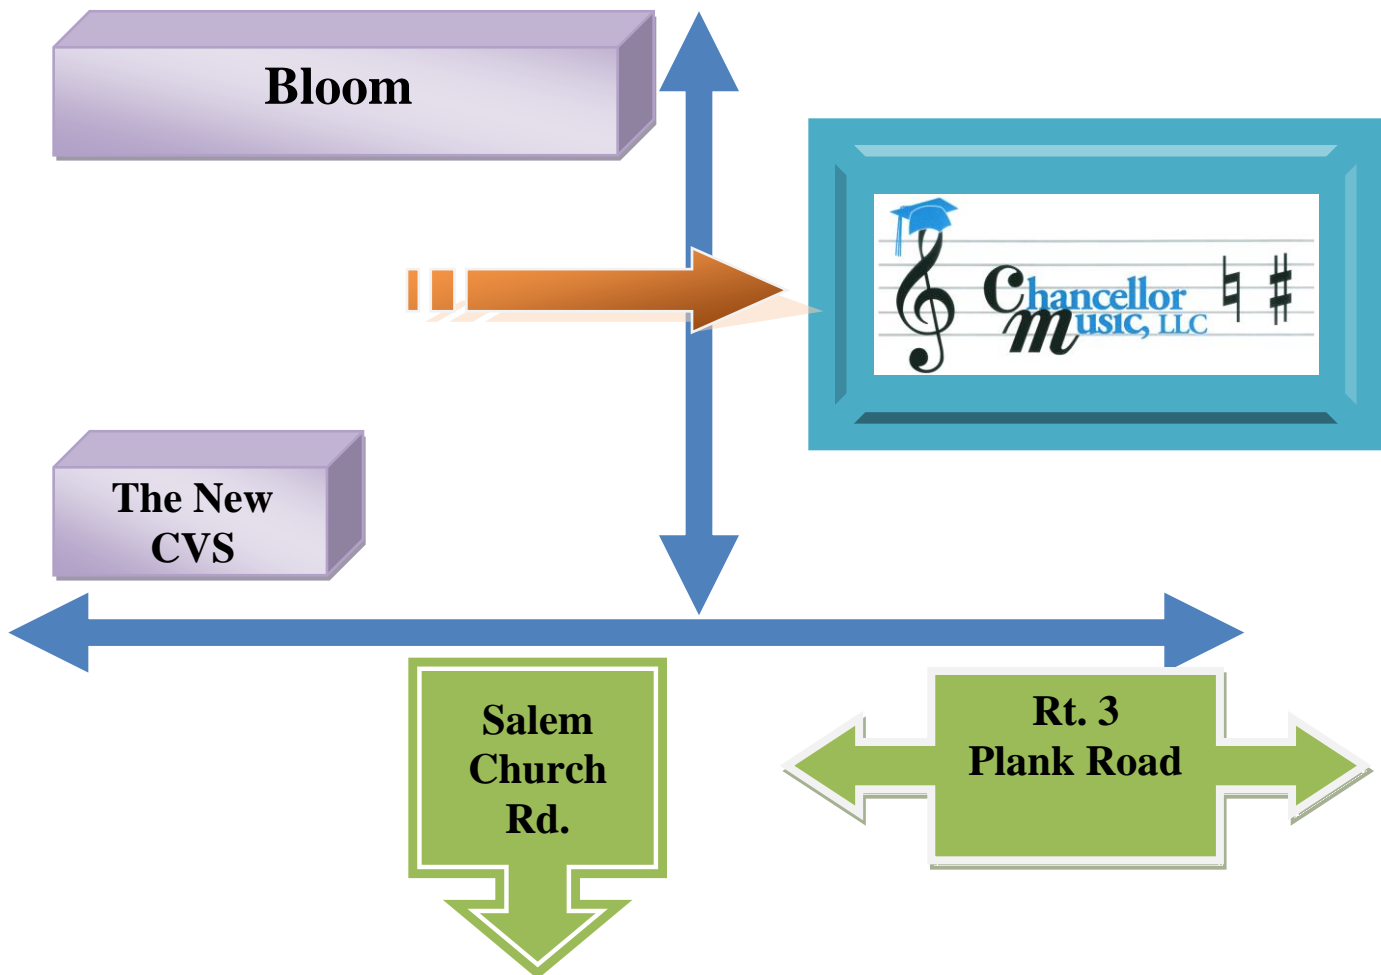 Bloom
Chancellor
Music, LLC
The New
CVS
Salem
Church
Rd.
Rt. 3
Plank Road